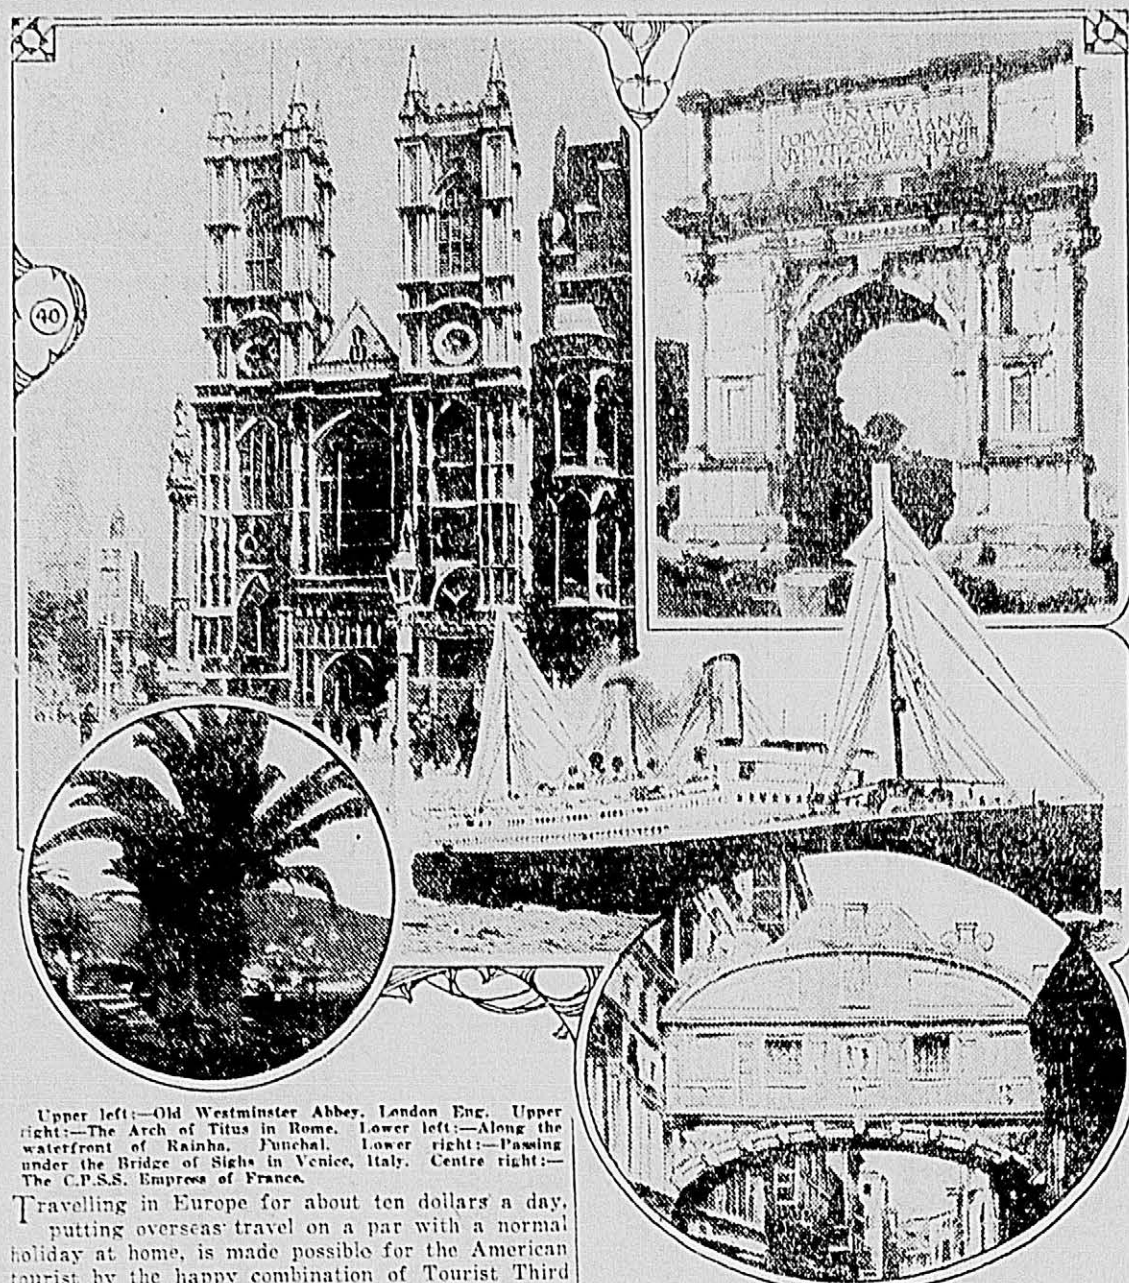 40
SENATVS
Upper left:—Old Westminster Abbey, London Eng. Upper
right:—The Arch of Titus in Rome. Lower left:—Along the
waterfront of Rainha, Funchal. Lower right:—Passing
under the Bridge of Sighs in Venice, Italy. Centre right:—
The C.P.S.S. Empress of France.
Travelling in Europe for about ten dollars a day,
putting overseas travel on a par with a normal
holiday at home, is made possible for the American
tourist by the happy combination of Tourist Third